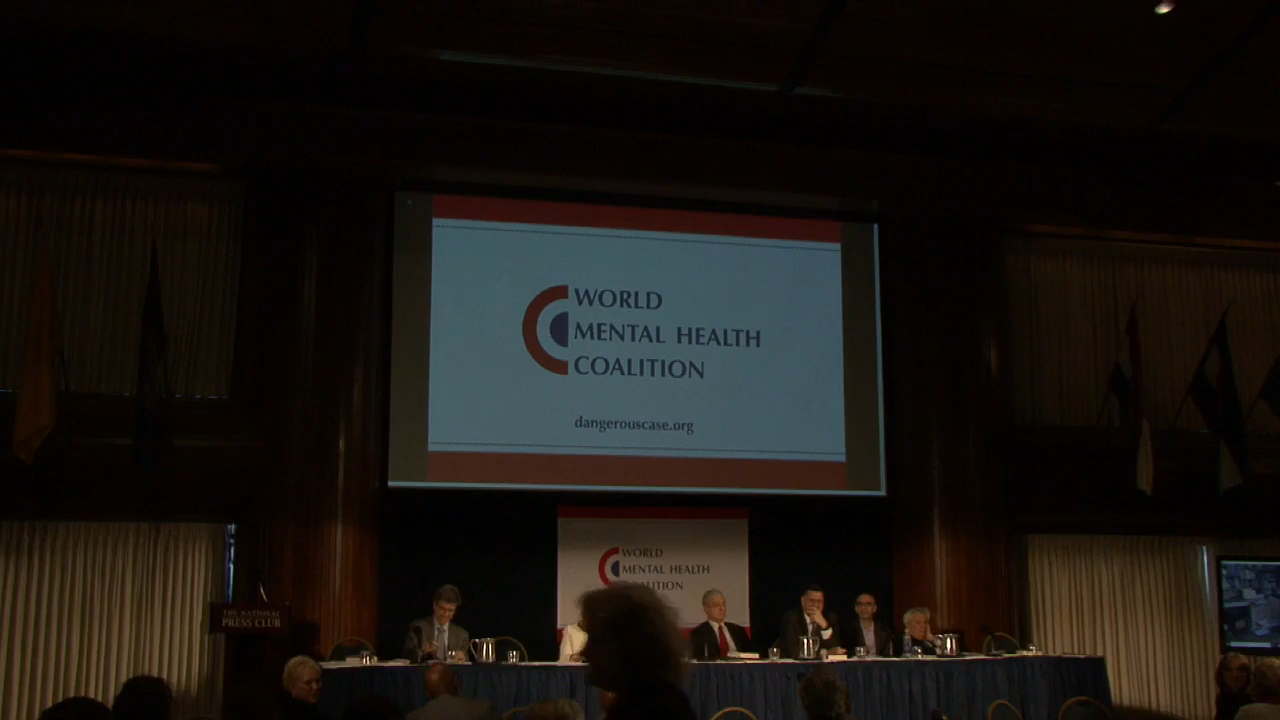 WORLD
MENTAL HEALTH
COALITION
dangerouscase.org
WORLD
MENTAL HEALTH
COALITION
THE NATIONAL
PRESS CLUB